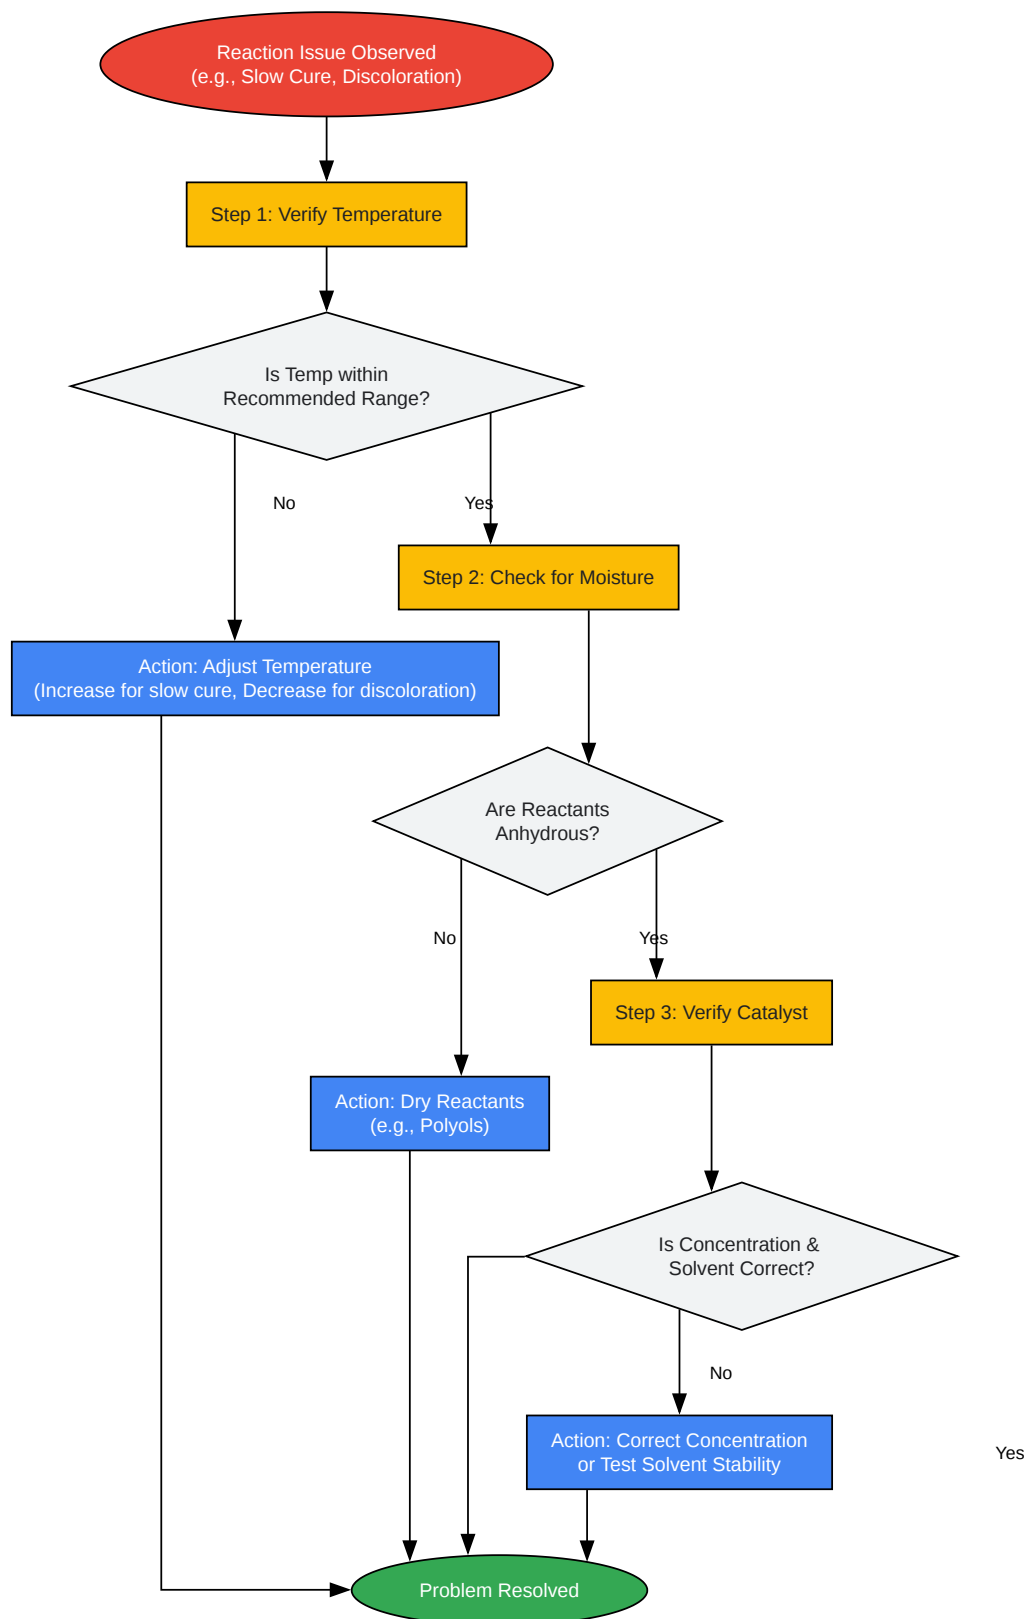 Reaction Issue Observed
(e.g., Slow Cure, Discoloration)
Step 1: Verify Temperature
Is Temp within
Recommended Range?
No
Yes
Step 2: Check for Moisture
Action: Adjust Temperature
(Increase for slow cure, Decrease for discoloration)
Are Reactants
Anhydrous?
No
Yes
Step 3: Verify Catalyst
Action: Dry Reactants
(e.g., Polyols)
Is Concentration &
Solvent Correct?
No
Action: Correct Concentration
or Test Solvent Stability
Yes
Problem Resolved